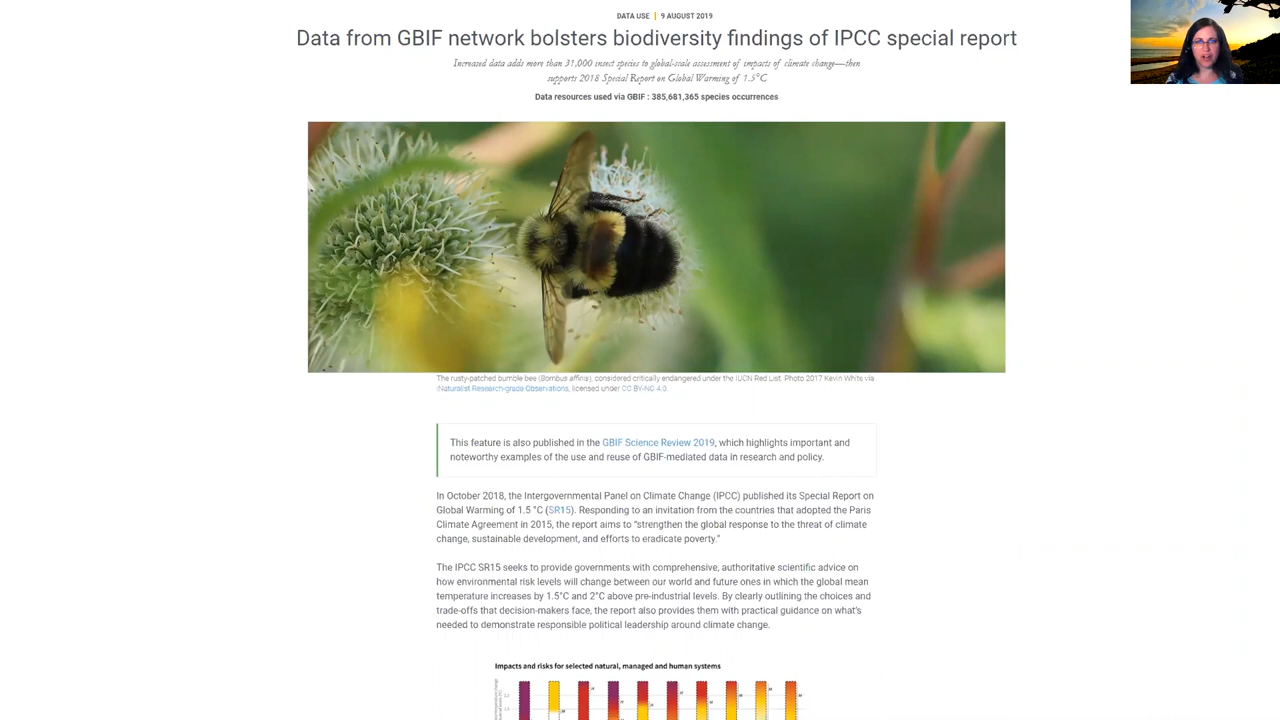 DATA USE | 9 AUGUST 2019
Data from GBIF network bolsters biodiversity findings of IPCC special report
Increased data adds more than 31,000 insect species to global-scale assessment of impacts of climate change—then
supports 2018 Special Report on Global Warming of 1.5°C
Data resources used via GBIF : 385,681,365 species occurrences
The rusty-patched bumble bee (Bombus affinis), considered critically endangered under the IUCN Red List. Photo 2017 Kevin White via
iNaturalist Research-grade Observations, licensed under CC BY-NC 4.0.
This feature is also published in the GBIF Science Review 2019, which highlights important and
noteworthy examples of the use and reuse of GBIF-mediated data in research and policy.
In October 2018, the Intergovernmental Panel on Climate Change (IPCC) published its Special Report on
Global Warming of 1.5 °C (SR15). Responding to an invitation from the countries that adopted the Paris
Climate Agreement in 2015, the report aims to “strengthen the global response to the threat of climate
change, sustainable development, and efforts to eradicate poverty.”
The IPCC SR15 seeks to provide governments with comprehensive, authoritative scientific advice on
how environmental risk levels will change between our world and future ones in which the global mean
temperature increases by 1.5°C and 2°C above pre-industrial levels. By clearly outlining the choices and
trade-offs that decision-makers face, the report also provides them with practical guidance on what's
needed to demonstrate responsible political leadership around climate change.
Impacts and risks for selected natural, managed and human systems